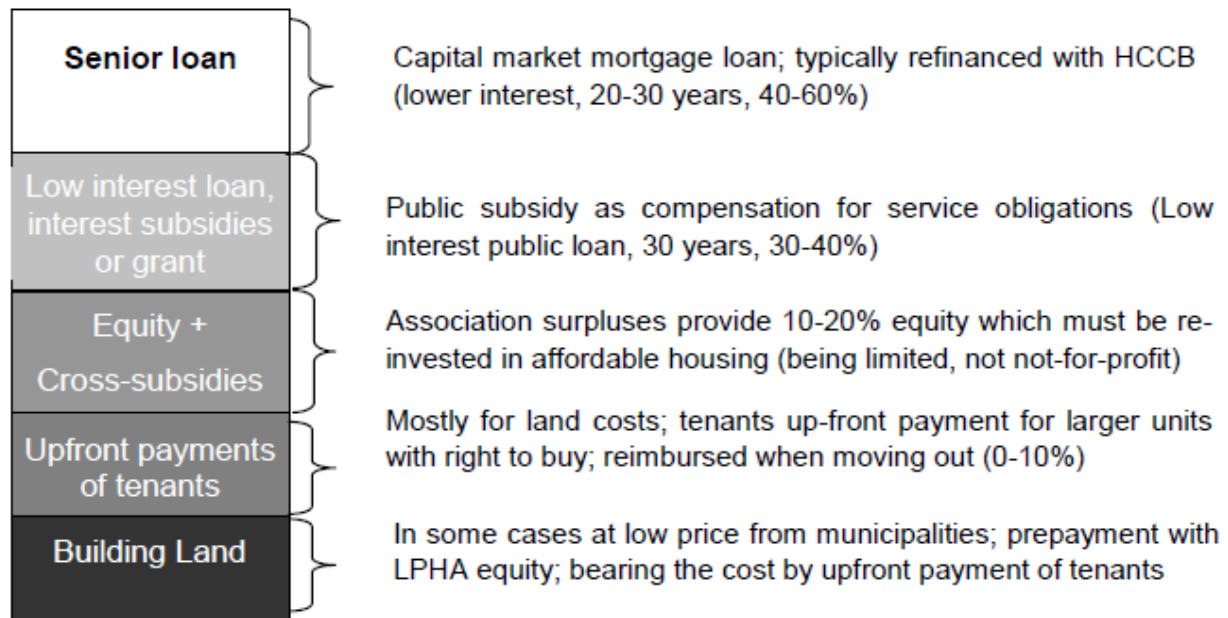 Senior loan
Capital market mortgage loan; typically refinanced with HCCB
(lower interest, 20-30 years, 40-60%)
Low interest loan,
interest subsidies
or grant
Public subsidy as compensation for service obligations (Low
interest public loan, 30 years, 30-40%)
Equity +
Cross-subsidies
Association surpluses provide 10-20% equity which must be re-
invested in affordable housing (being limited, not not-for-profit)
Upfront payments
of tenants
Mostly for land costs; tenants up-front payment for larger units
with right to buy; reimbursed when moving out (0-10%)
Building Land
In some cases at low price from municipalities; prepayment with
LPHA equity; bearing the cost by upfront payment of tenants